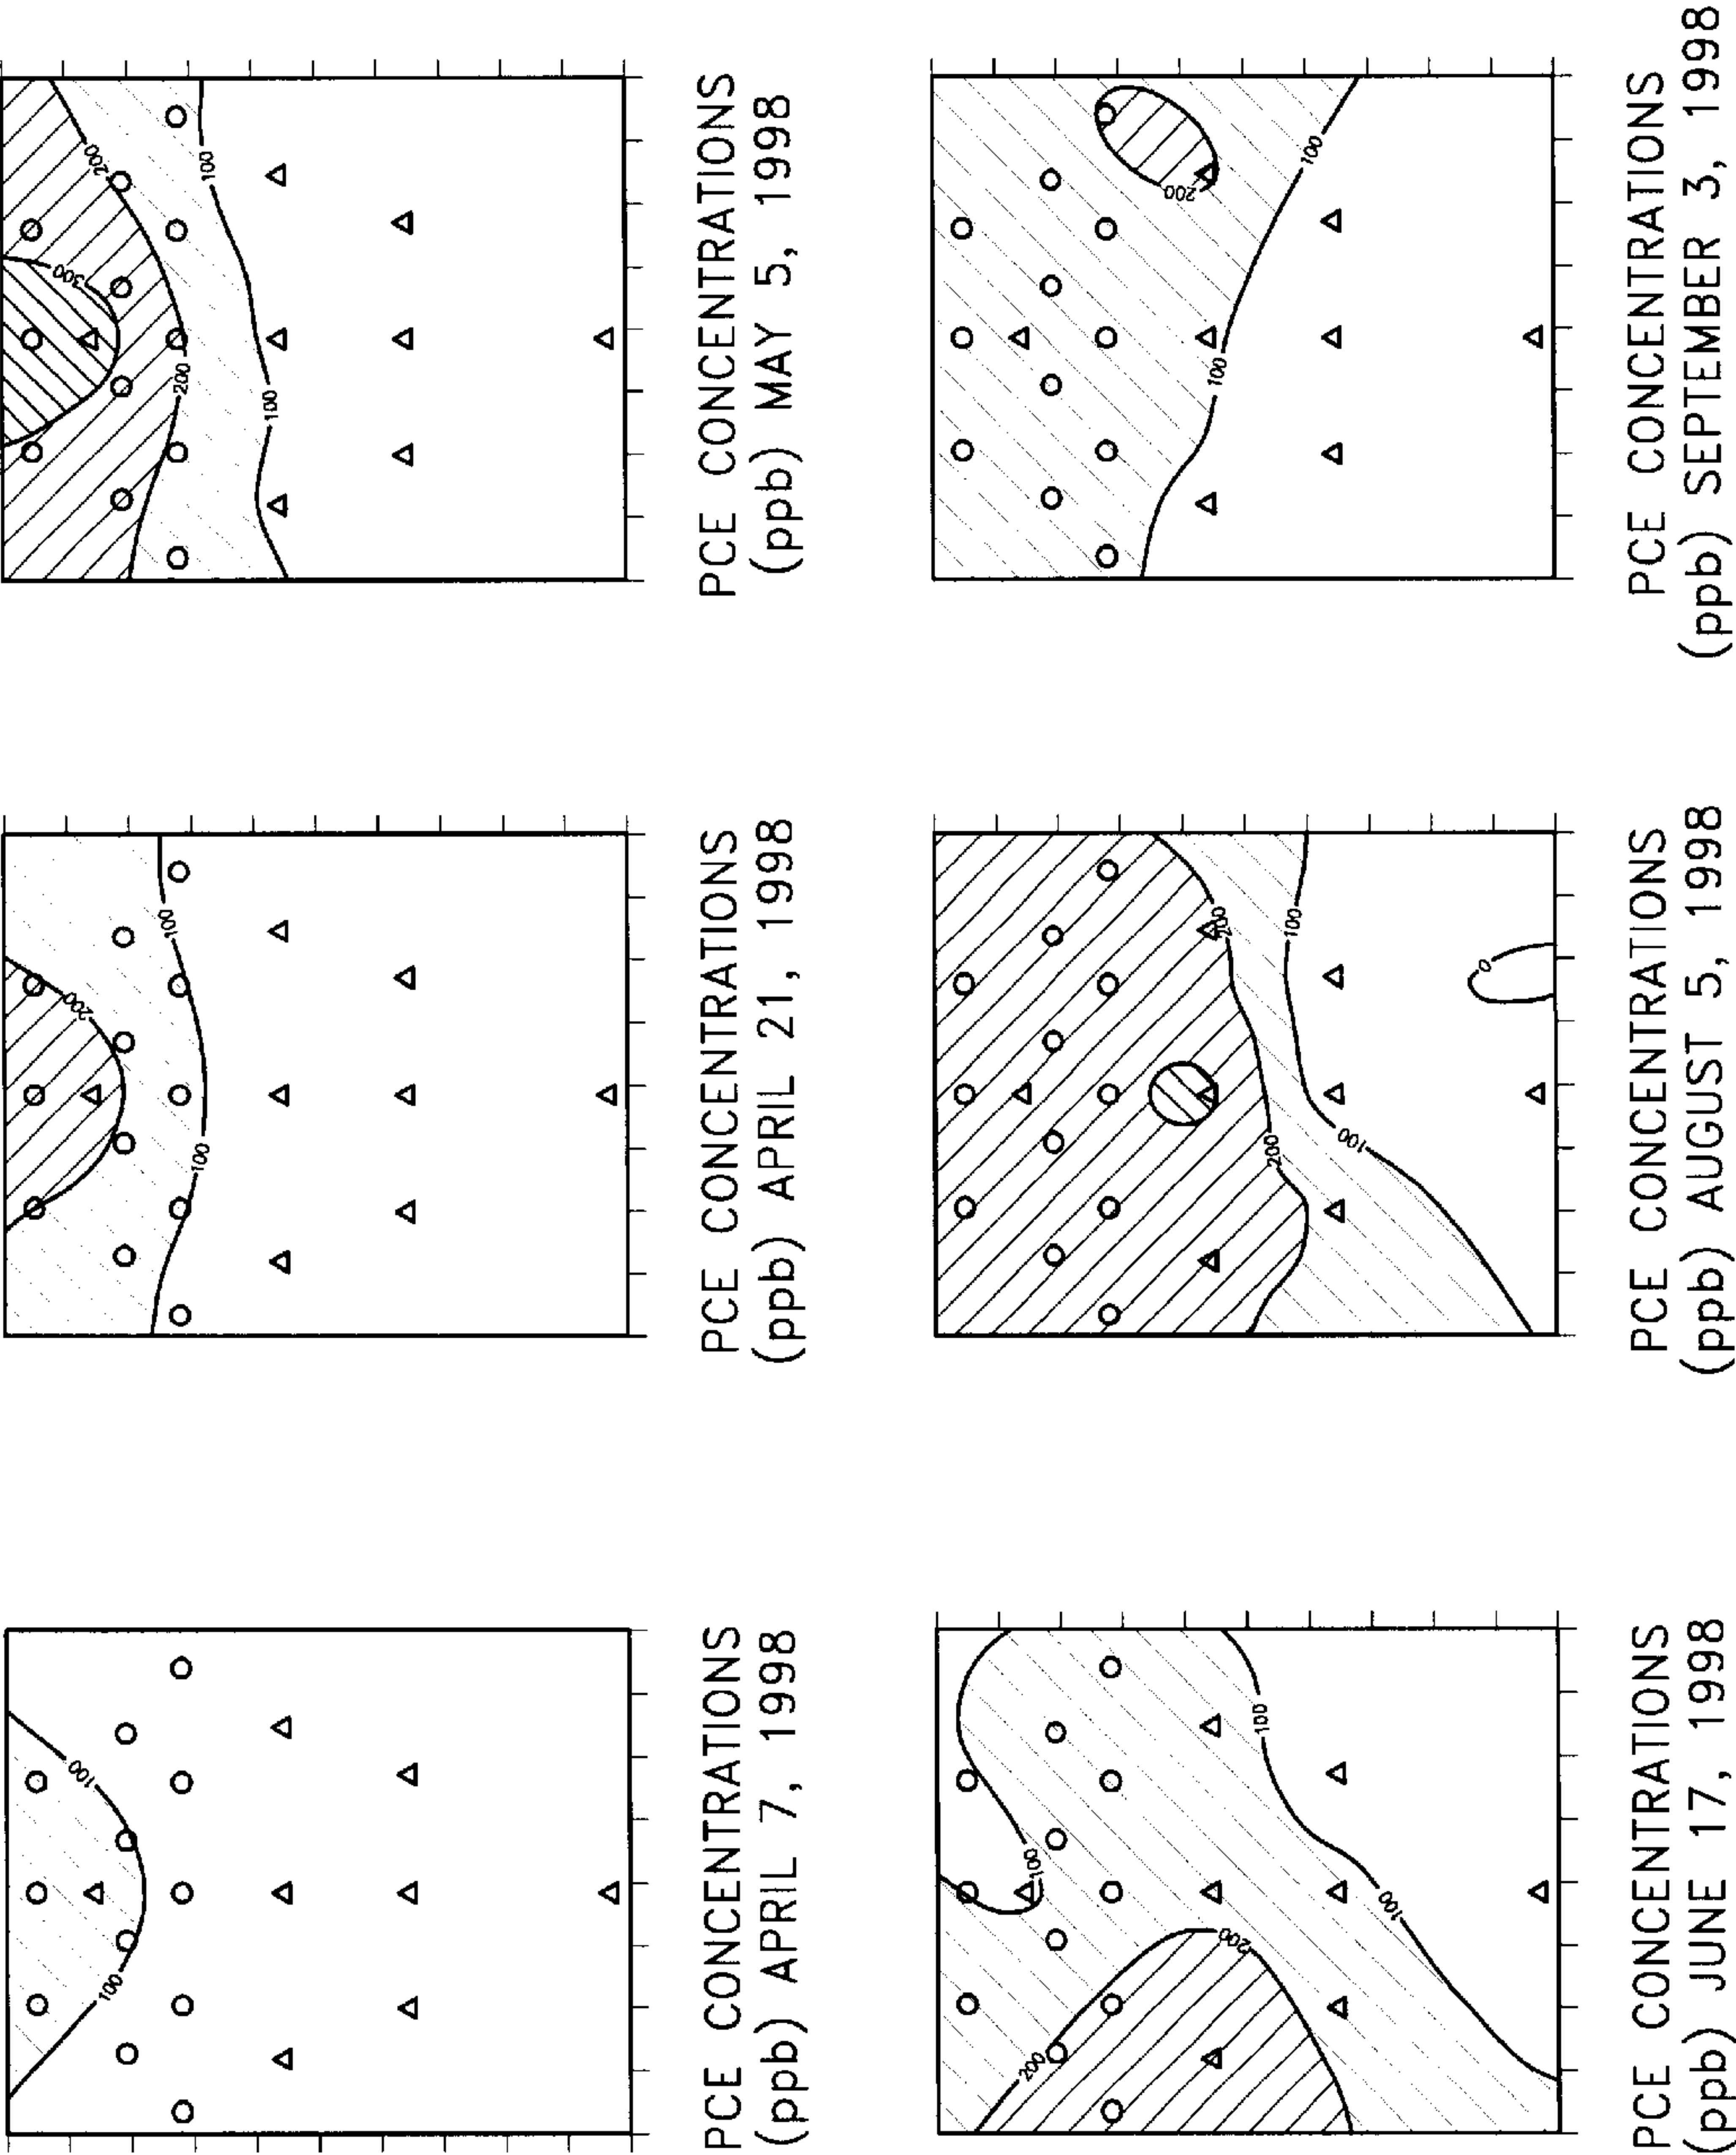 100
100
PCE CONCENTRATIONS
(ppb) APRIL 7, 1998
200
100
100
PCE CONCENTRATIONS
(ppb) APRIL 21, 1998
300
200
200
100
100
PCE CONCENTRATIONS
(ppb) MAY 5, 1998
200
100
200
100
100
PCE CONCENTRATIONS
(ppb) JUNE 17, 1998
200
200
100
100
0
PCE CONCENTRATIONS
(ppb) AUGUST 5, 1998
200
100
100
PCE CONCENTRATIONS
(ppb) SEPTEMBER 3, 1998